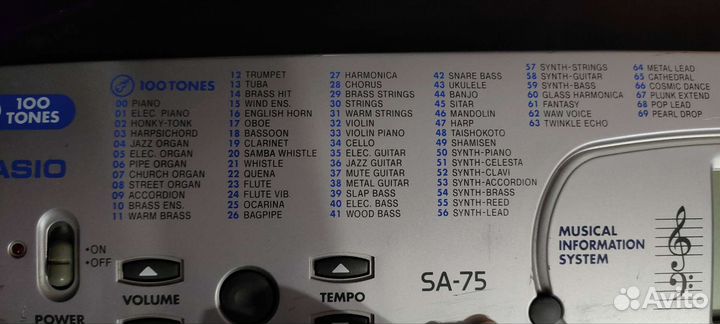 100
TONES
ASIO
100 TONES
00 PIANO
01 ELEC. PIANO
02 HONKY-TONK
03 HARPSICHORD
04 JAZZ ORGAN
05 ELEC. ORGAN
06 PIPE ORGAN
07 CHURCH ORGAN
08 STREET ORGAN
09 ACCORDION
10 BRASS ENS.
11 WARM BRASS
12 TRUMPET
13 TUBA
14 BRASS HIT
15 WIND ENS.
16 ENGLISH HORN
17 OBOE
18 BASSOON
19 CLARINET
20 SAMBA WHISTLE
21 WHISTLE
22 QUENA
23 FLUTE
24 FLUTE VIB.
25 OCARINA
26 BAGPIPE
27 HARMONICA
28 CHORUS
29 BRASS STRINGS
30 STRINGS
31 WARM STRINGS
32 VIOLIN
33 VIOLIN PIANO
34 CELLO
35 ELEC. GUITAR
36 JAZZ GUITAR
37 MUTE GUITAR
38 METAL GUITAR
39 SLAP BASS
40 ELEC. BASS
41 WOOD BASS
42 SNARE BASS
43 UKULELE
44 BANJO
45 SITAR
46 MANDOLIN
47 HARP
48 TAISHOKOTO
49 SHAMISEN
50 SYNTH-PIANO
51 SYNTH-CELESTA
52 SYNTH-CLAVI
53 SYNTH-ACCORDION
54 SYNTH-BRASS
55 SYNTH-REED
56 SYNTH-LEAD
57 SYNTH-STRINGS
58 SYNTH-GUITAR
59 SYNTH-BASS
60 GLASS HARMONICA
61 FANTASY
62 WAW VOICE
63 TWINKLE ECHO
64 METAL LEAD
65 CATHEDRAL
66 COSMIC DANCE
67 PLUNK EXTEND
68 POP LEAD
69 PEARL DROP
•ON
•OFF
POWER
VOLUME
TEMPO
SA-75
MUSICAL
INFORMATION
SYSTEM
Avito